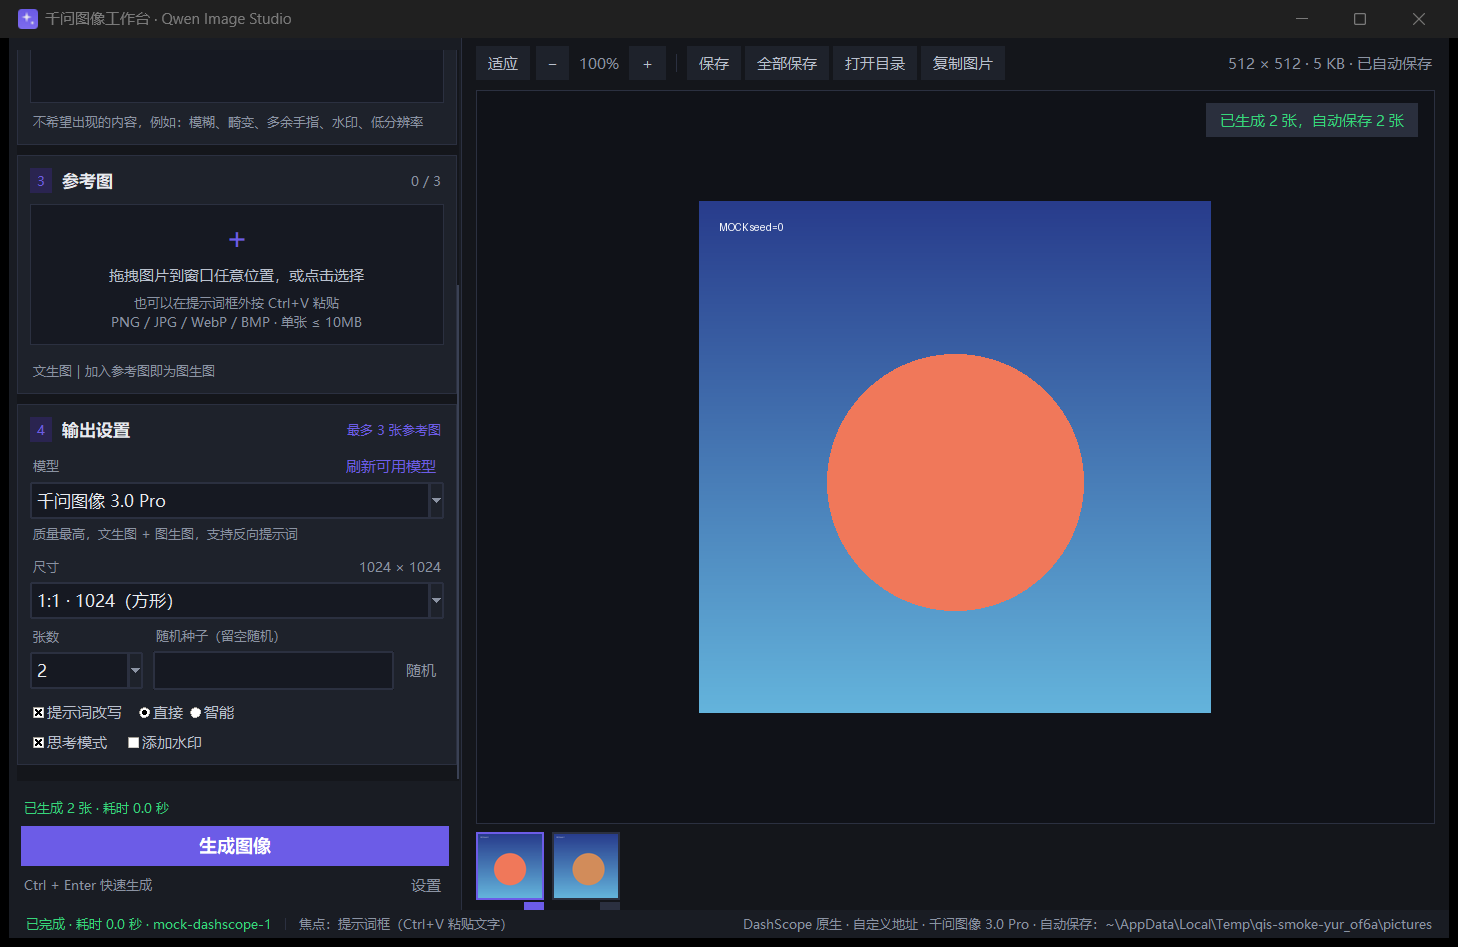 千问图像工作台 · Qwen Image Studio
不希望出现的内容，例如：模糊、畸变、多余手指、水印、低分辨率
3 参考图 0 / 3
+
拖拽图片到窗口任意位置，或点击选择
也可以在提示词框外按 Ctrl+V 粘贴
PNG / JPG / WebP / BMP · 单张 ≤ 10MB
文生图 | 加入参考图即为图生图
4 输出设置 最多 3 张参考图
模型 刷新可用模型
千问图像 3.0 Pro
质量最高，文生图 + 图生图，支持反向提示词
尺寸 1024 × 1024
1:1 · 1024（方形）
张数 随机种子（留空随机）
2 随机
提示词改写 直接 智能
思考模式 添加水印
已生成 2 张 · 耗时 0.0 秒
生成图像
Ctrl + Enter 快速生成 设置
适应 − 100% + 保存 全部保存 打开目录 复制图片 512 × 512 · 5 KB · 已自动保存
已生成 2 张，自动保存 2 张
MOCK seed=0
已完成 · 耗时 0.0 秒 · mock-dashscope-1 焦点：提示词框（Ctrl+V 粘贴文字） DashScope 原生 · 自定义地址 · 千问图像 3.0 Pro · 自动保存：~\AppData\Local\Temp\qis-smoke-yur_of6a\pictures